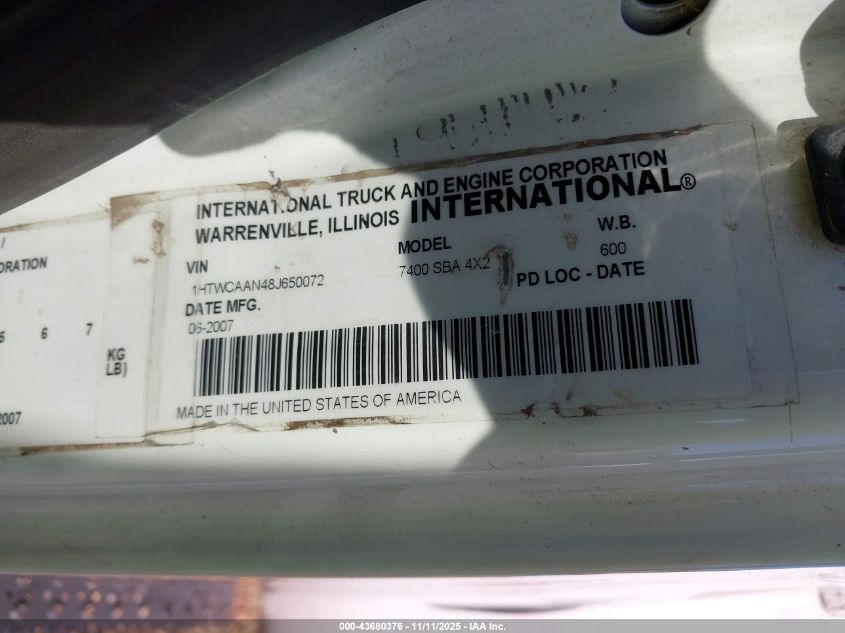 INTERNATIONAL TRUCK AND ENGINE CORPORATION
WARRENVILLE, ILLINOIS INTERNATIONAL®
VIN MODEL W.B.
1HTWCAAN48J650072 7400 SBA 4X2 600
DATE MFG. PD LOC - DATE
06-2007
MADE IN THE UNITED STATES OF AMERICA
ORATION
5 6 7
KG
LB)
2007
000-43680376 - 11/11/2025 - IAA Inc.